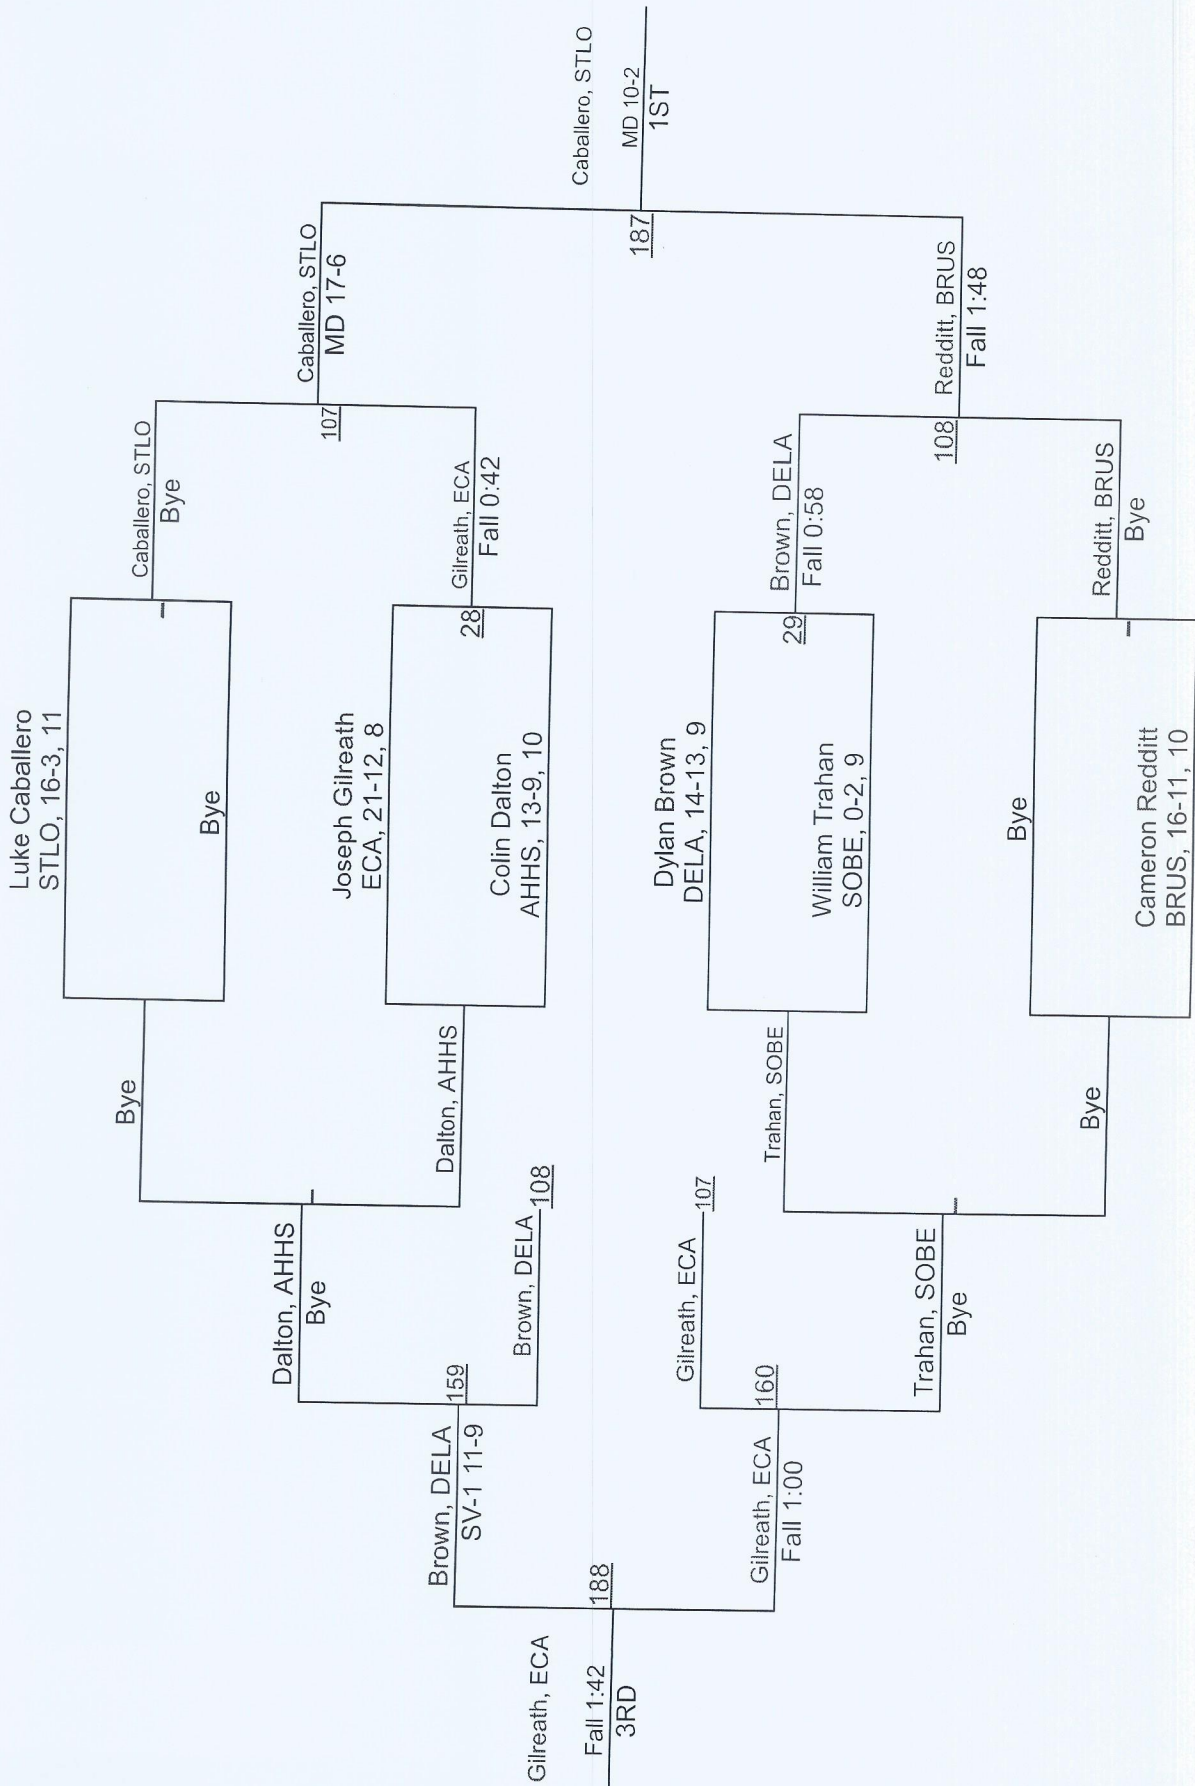 Luke Caballero
STLO, 16-3, 11
Bye
Caballero, STLO
Bye
Joseph Gilreath
ECA, 21-12, 8
Colin Dalton
AHHS, 13-9, 10
28
Gilreath, ECA
Fall 0:42
107
Caballero, STLO
MD 17-6
Dylan Brown
DELA, 14-13, 9
William Trahan
SOBE, 0-2, 9
29
Brown, DELA
Fall 0:58
Bye
Cameron Redditt
BRUS, 16-11, 10
Redditt, BRUS
Bye
108
Redditt, BRUS
Fall 1:48
187
Caballero, STLO
MD 10-2
1ST
Bye
Dalton, AHHS
Dalton, AHHS
Bye
Brown, DELA
108
159
Brown, DELA
SV-1 11-9
Trahan, SOBE
Bye
Gilreath, ECA
107
Trahan, SOBE
Bye
160
Gilreath, ECA
Fall 1:00
188
Gilreath, ECA
Fall 1:42
3RD